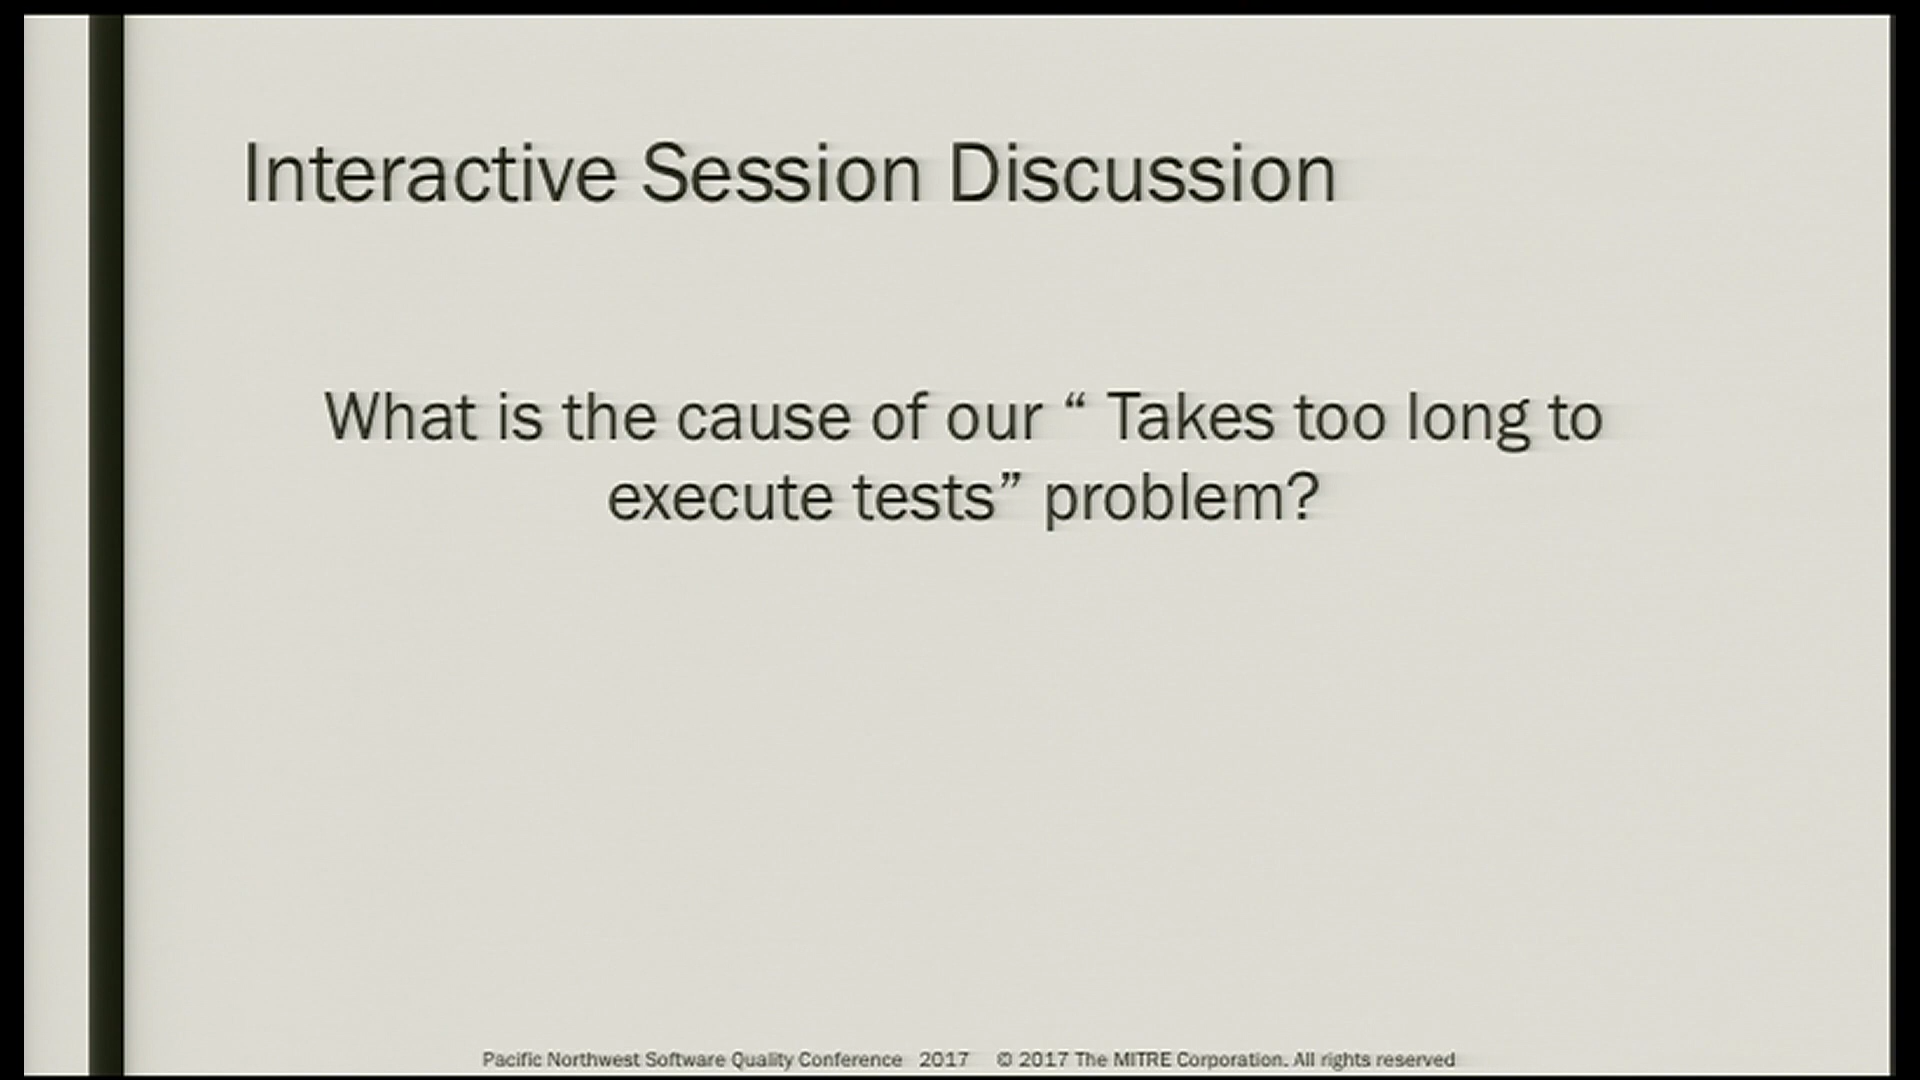 Interactive Session Discussion
What is the cause of our “ Takes too long to
execute tests” problem?
Pacific Northwest Software Quality Conference 2017 © 2017 The MITRE Corporation. All rights reserved